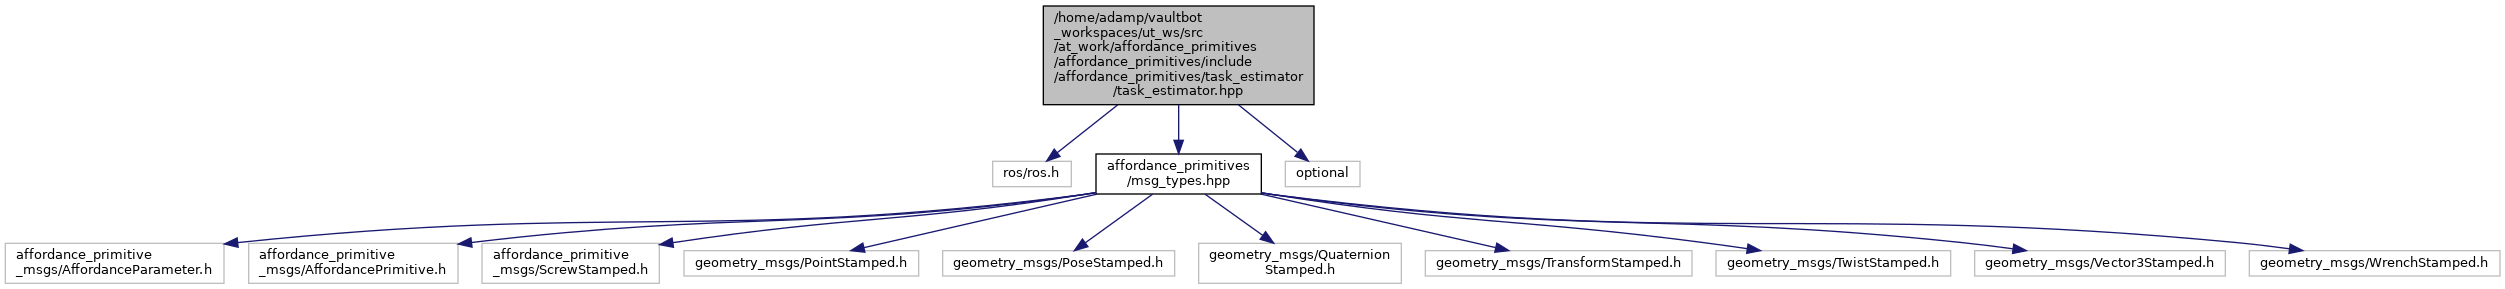 /home/adamp/vaultbot
_workspaces/ut_ws/src
/at_work/affordance_primitives
/affordance_primitives/include
/affordance_primitives/task_estimator
/task_estimator.hpp
ros/ros.h
affordance_primitives
/msg_types.hpp
optional
affordance_primitive
_msgs/AffordanceParameter.h
affordance_primitive
_msgs/AffordancePrimitive.h
affordance_primitive
_msgs/ScrewStamped.h
geometry_msgs/PointStamped.h
geometry_msgs/PoseStamped.h
geometry_msgs/Quaternion
Stamped.h
geometry_msgs/TransformStamped.h
geometry_msgs/TwistStamped.h
geometry_msgs/Vector3Stamped.h
geometry_msgs/WrenchStamped.h